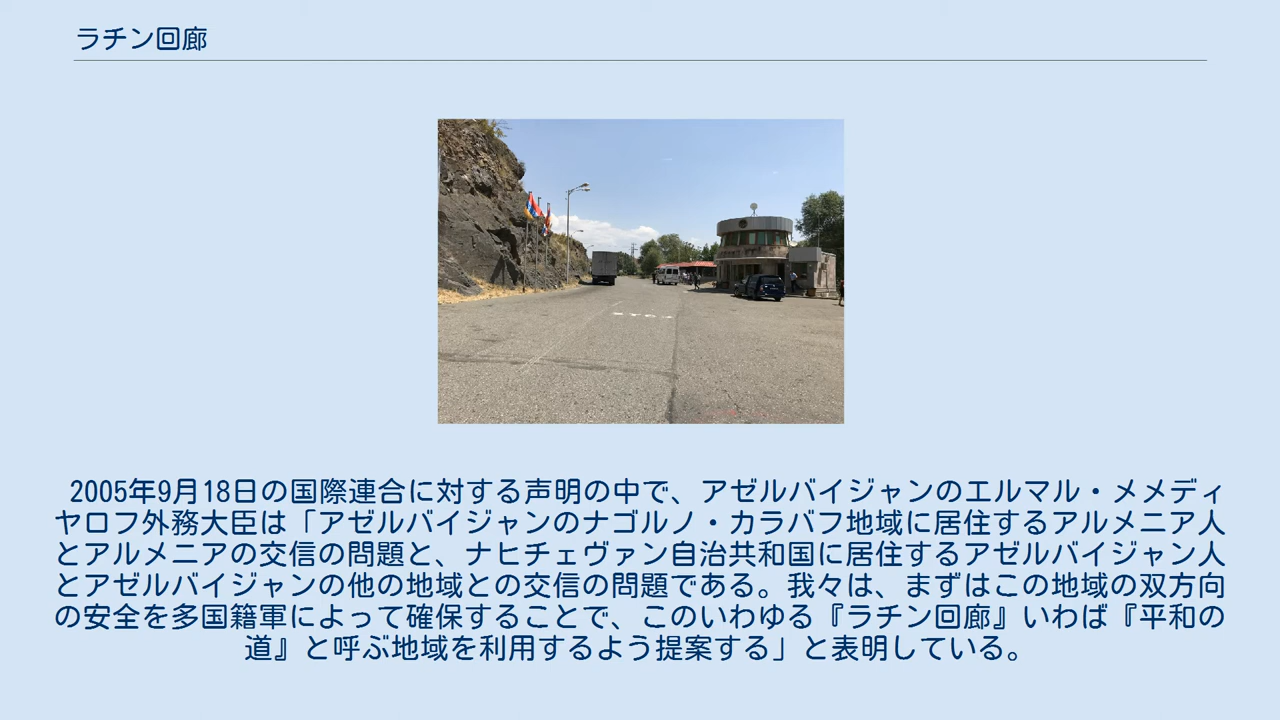 ラチン回廊
2005年9月18日の国際連合に対する声明の中で、アゼルバイジャンのエルマル・メメディ
ヤロフ外務大臣は「アゼルバイジャンのナゴルノ・カラバフ地域に居住するアルメニア人
とアルメニアの交信の問題と、ナヒチェヴァン自治共和国に居住するアゼルバイジャン人
とアゼルバイジャンの他の地域との交信の問題である。我々は、まずはこの地域の双方向
の安全を多国籍軍によって確保することで、このいわゆる『ラチン回廊』いわば『平和の
道』と呼ぶ地域を利用するよう提案する」と表明している。